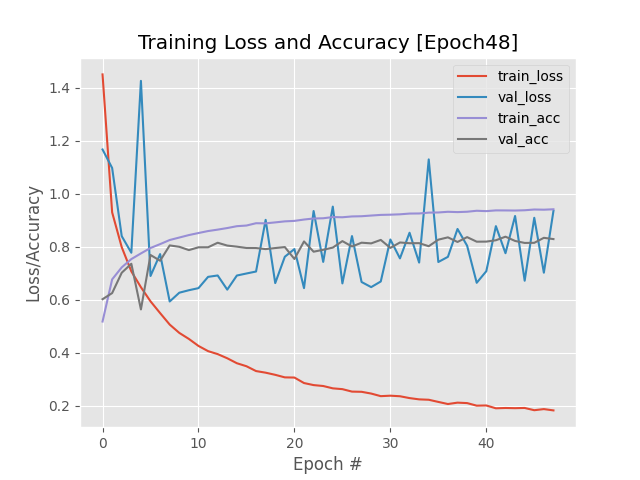 Training Loss and Accuracy [Epoch48]
train_loss
val_loss
train_acc
val_acc
Loss/Accuracy
1.4
1.2
1.0
0.8
0.6
0.4
0.2
0
10
20
30
40
Epoch #